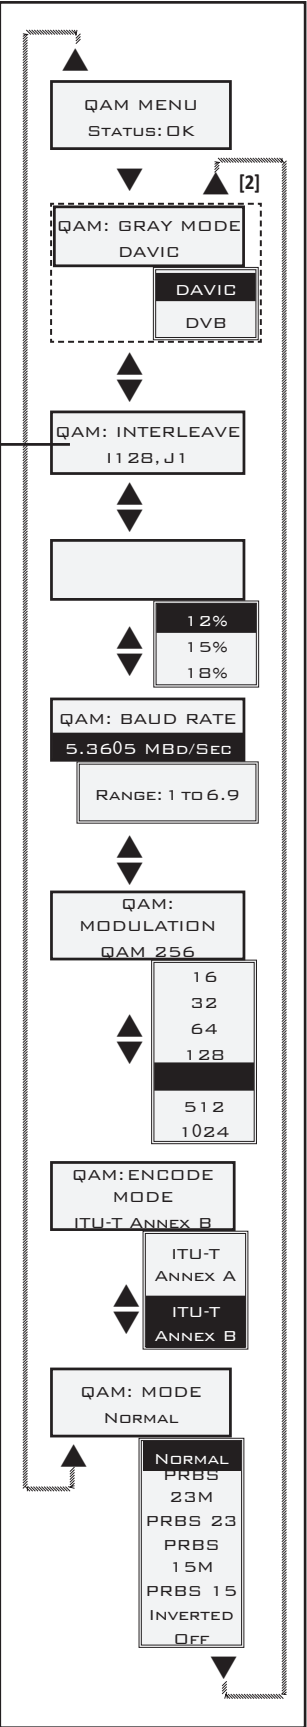 QAM MENU
STATUS: OK
[2]
QAM: GRAY MODE
DAVIC
DAVIC
DVB
QAM: INTERLEAVE
I128, J1
12%
15%
18%
QAM: BAUD RATE
5.3605 MBD/SEC
RANGE: 1 TO 6.9
QAM:
MODULATION
QAM 256
16
32
64
128
512
1024
QAM: ENCODE
MODE
ITU-T ANNEX B
ITU-T
ANNEX A
ITU-T
ANNEX B
QAM: MODE
NORMAL
NORMAL
PRBS
23M
PRBS 23
PRBS
15M
PRBS 15
INVERTED
OFF